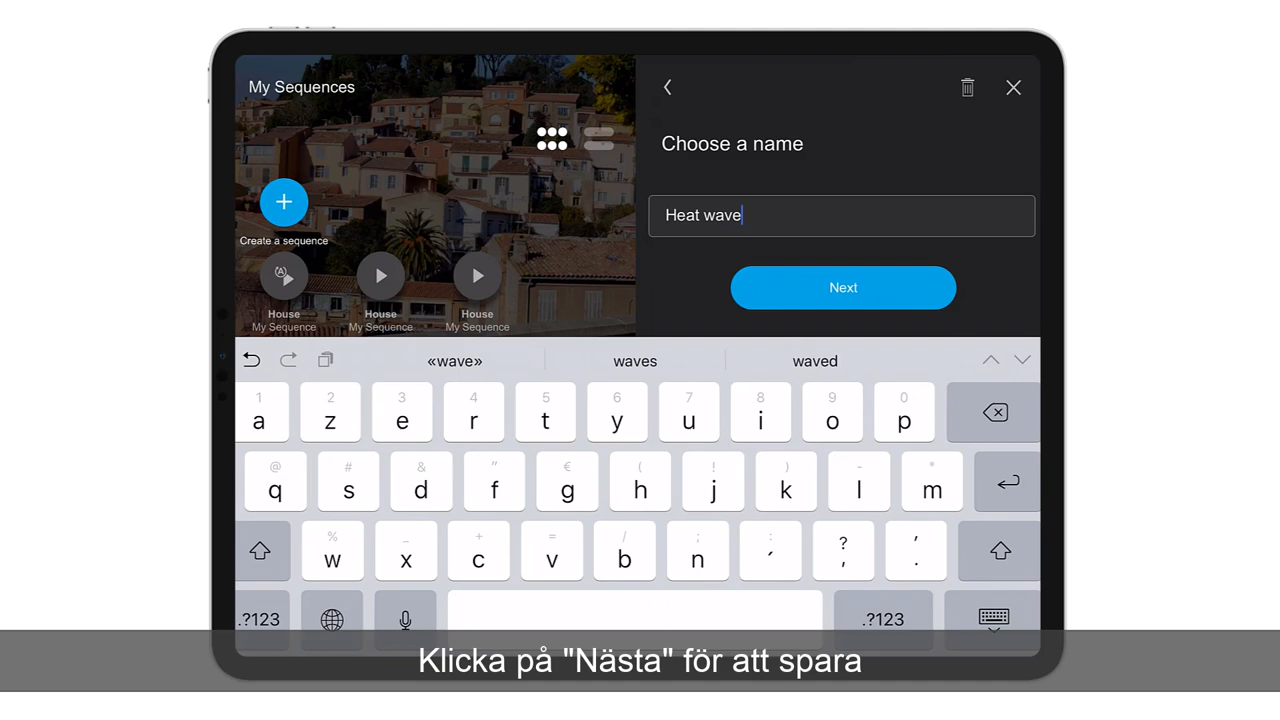 My Sequences
Create a sequence
House
My Sequence
House
My Sequence
House
My Sequence
Choose a name
Heat wave
Next
«wave» waves waved
1 2 3 4 5 6 7 8 9 0
a z e r t y u i o p
@ # & " € ( ! ) - *
q s d f g h j k l m
% _ + = / ; : ? '
w x c v b n ´ , .
.?123 .?123
Klicka på "Nästa" för att spara